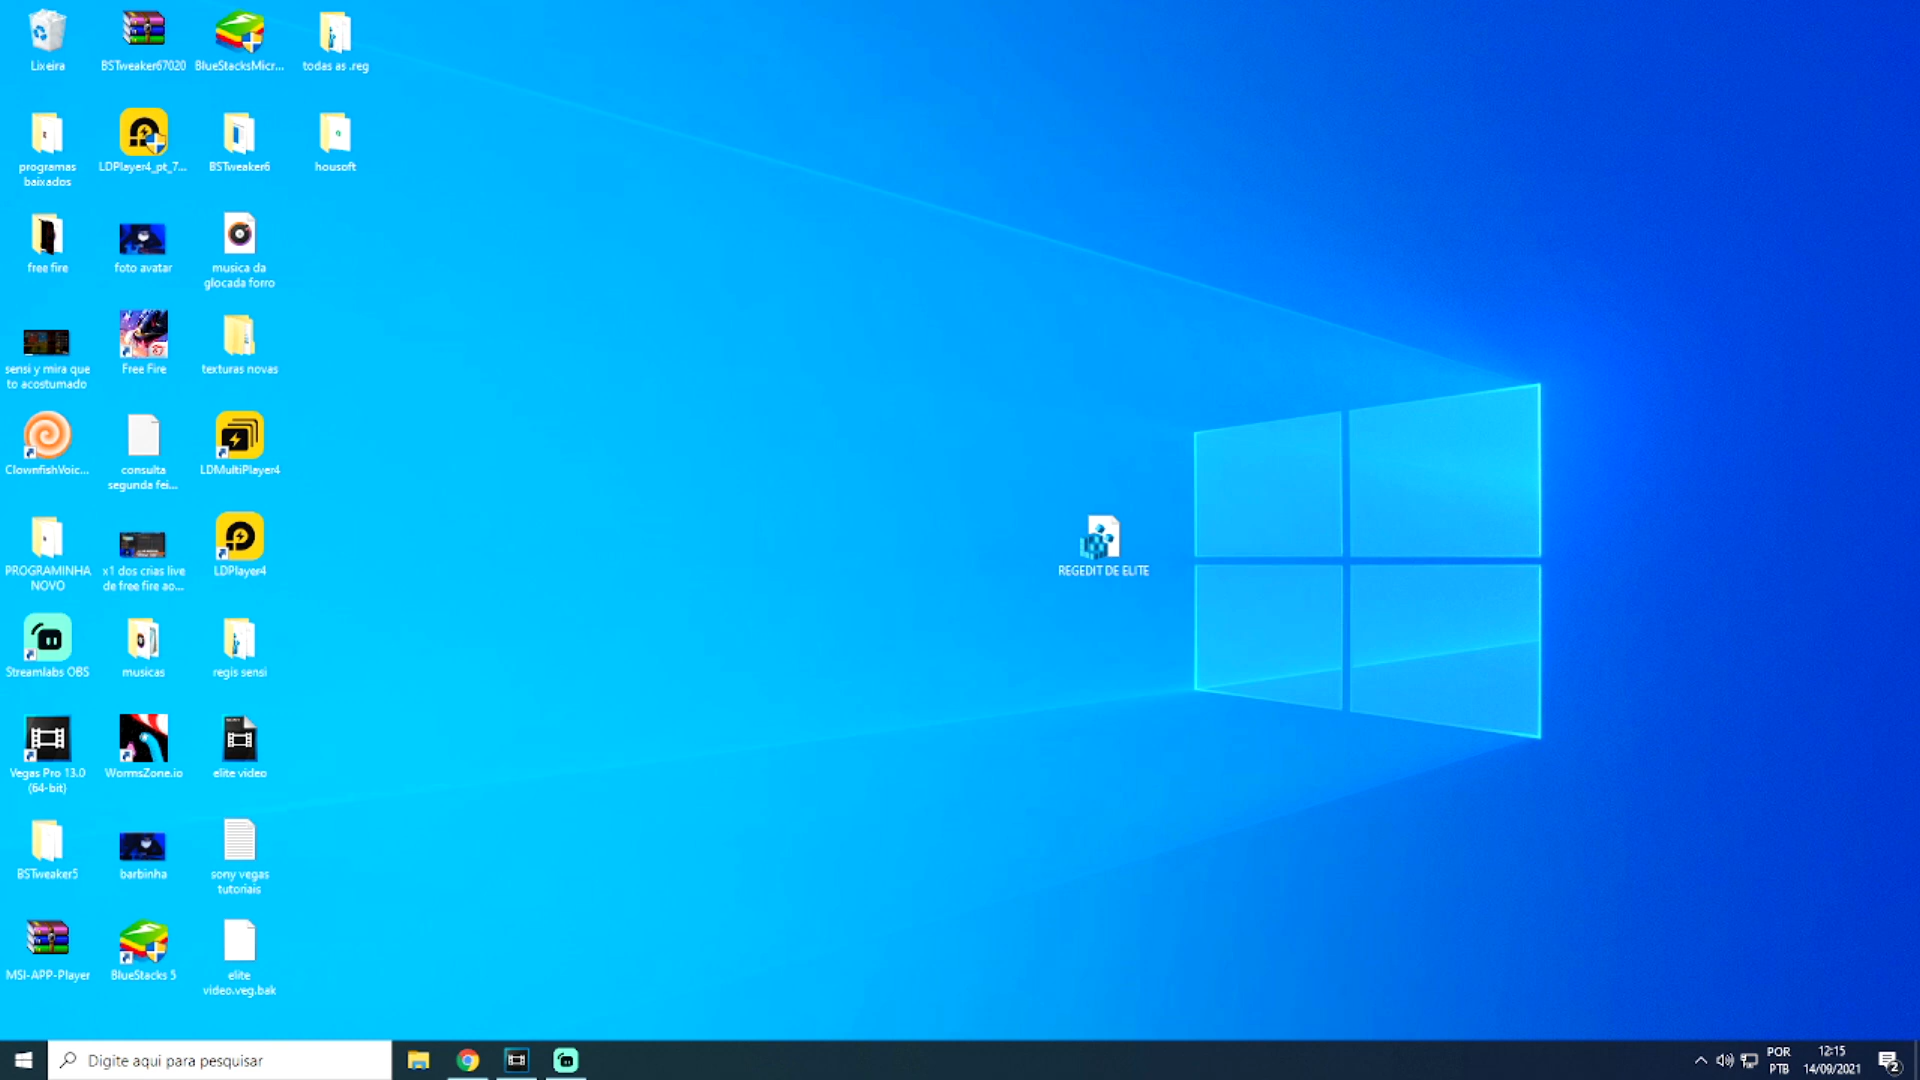 Lixeira
BSTweaker67020
BlueStacksMicr...
todas as .reg
programas
baixados
LDPlayer4_pt_7...
BSTweaker6
housoft
free fire
foto avatar
musica da
glocada forro
sensi y mira que
to acostumado
Free Fire
texturas novas
ClownfishVoic...
consulta
segunda fei...
LDMultiPlayer4
PROGRAMINHA
NOVO
x1 dos crias live
de free fire ao...
LDPlayer4
REGEDIT DE ELITE
Streamlabs OBS
musicas
regis sensi
Vegas Pro 13.0
(64-bit)
WormsZone.io
elite video
BSTweaker5
barbinha
sony vegas
tutoriais
MSI-APP-Player
BlueStacks 5
elite
video.veg.bak
Digite aqui para pesquisar
POR
PTB
12:15
14/09/2021
2